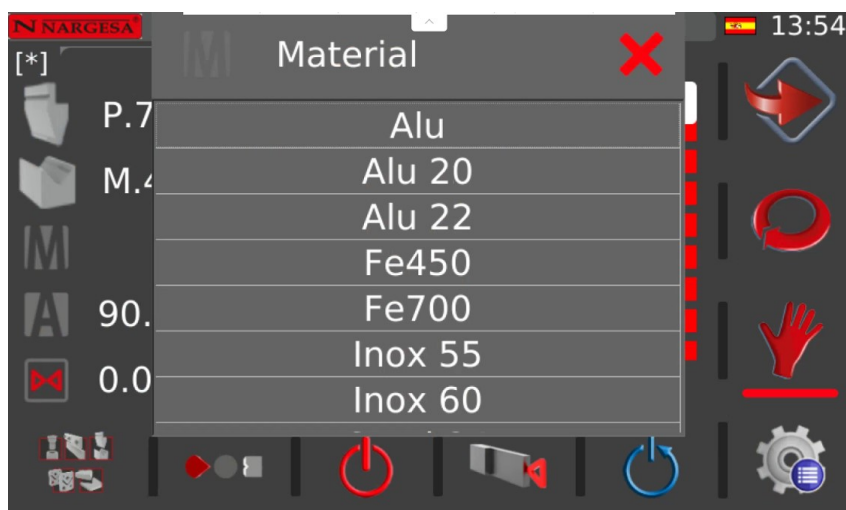 N NARGESA
Material
13:54
[*]
P.7
Alu
M.4
Alu 20
Alu 22
M
Fe450
A
90.
Fe700
Inox 55
0.0
Inox 60